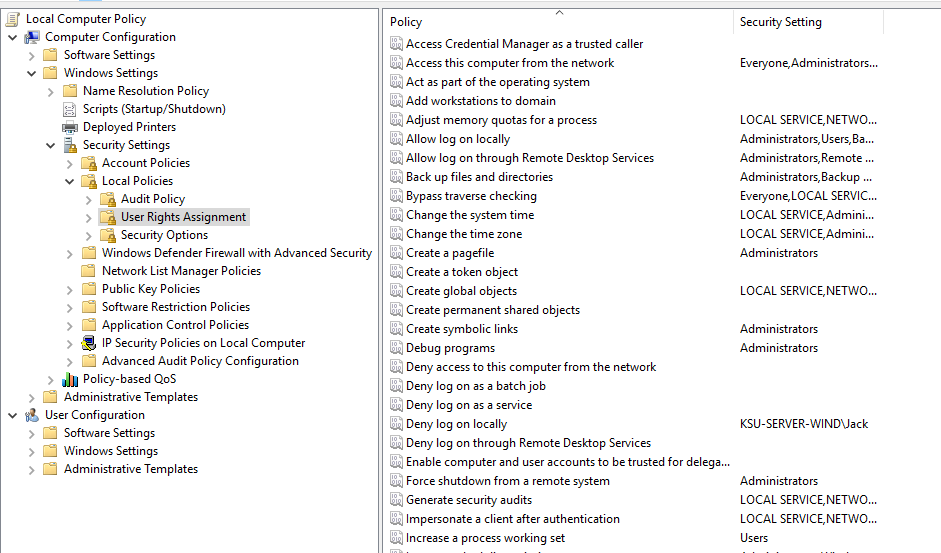 Local Computer Policy
Computer Configuration
Software Settings
Windows Settings
Name Resolution Policy
Scripts (Startup/Shutdown)
Deployed Printers
Security Settings
Account Policies
Local Policies
Audit Policy
User Rights Assignment
Security Options
Windows Defender Firewall with Advanced Security
Network List Manager Policies
Public Key Policies
Software Restriction Policies
Application Control Policies
IP Security Policies on Local Computer
Advanced Audit Policy Configuration
Policy-based QoS
Administrative Templates
User Configuration
Software Settings
Windows Settings
Administrative Templates
Policy Security Setting
Access Credential Manager as a trusted caller
Access this computer from the network Everyone,Administrators...
Act as part of the operating system
Add workstations to domain
Adjust memory quotas for a process LOCAL SERVICE,NETWO...
Allow log on locally Administrators,Users,Ba...
Allow log on through Remote Desktop Services Administrators,Remote ...
Back up files and directories Administrators,Backup ...
Bypass traverse checking Everyone,LOCAL SERVIC...
Change the system time LOCAL SERVICE,Admini...
Change the time zone LOCAL SERVICE,Admini...
Create a pagefile Administrators
Create a token object
Create global objects LOCAL SERVICE,NETWO...
Create permanent shared objects
Create symbolic links Administrators
Debug programs Administrators
Deny access to this computer from the network
Deny log on as a batch job
Deny log on as a service
Deny log on locally KSU-SERVER-WIND\Jack
Deny log on through Remote Desktop Services
Enable computer and user accounts to be trusted for delega...
Force shutdown from a remote system Administrators
Generate security audits LOCAL SERVICE,NETWO...
Impersonate a client after authentication LOCAL SERVICE,NETWO...
Increase a process working set Users